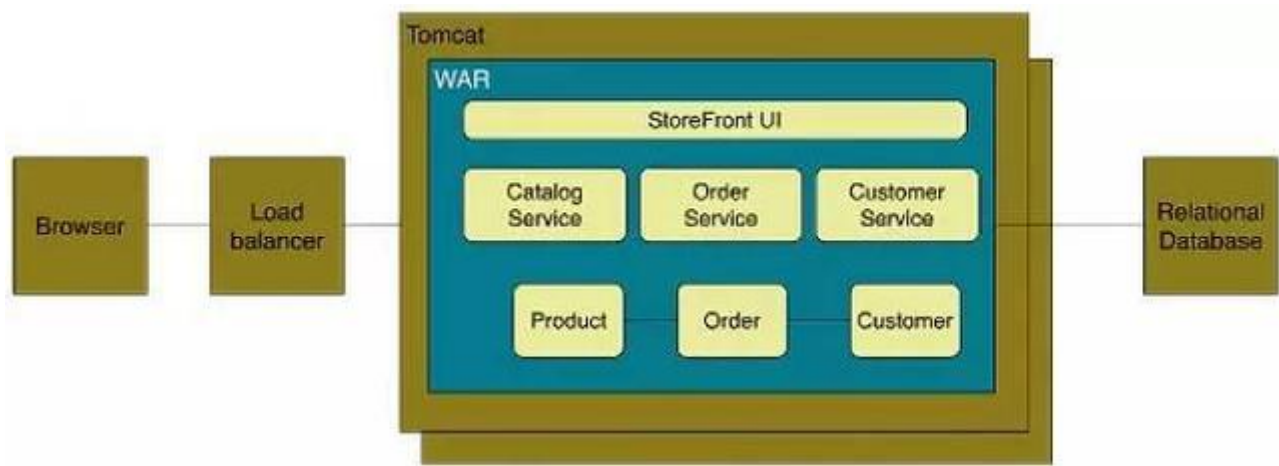 Tomcat
WAR
StoreFront UI
Catalog
Service
Order
Service
Customer
Service
Browser
Load
balancer
Relational
Database
Product
Order
Customer